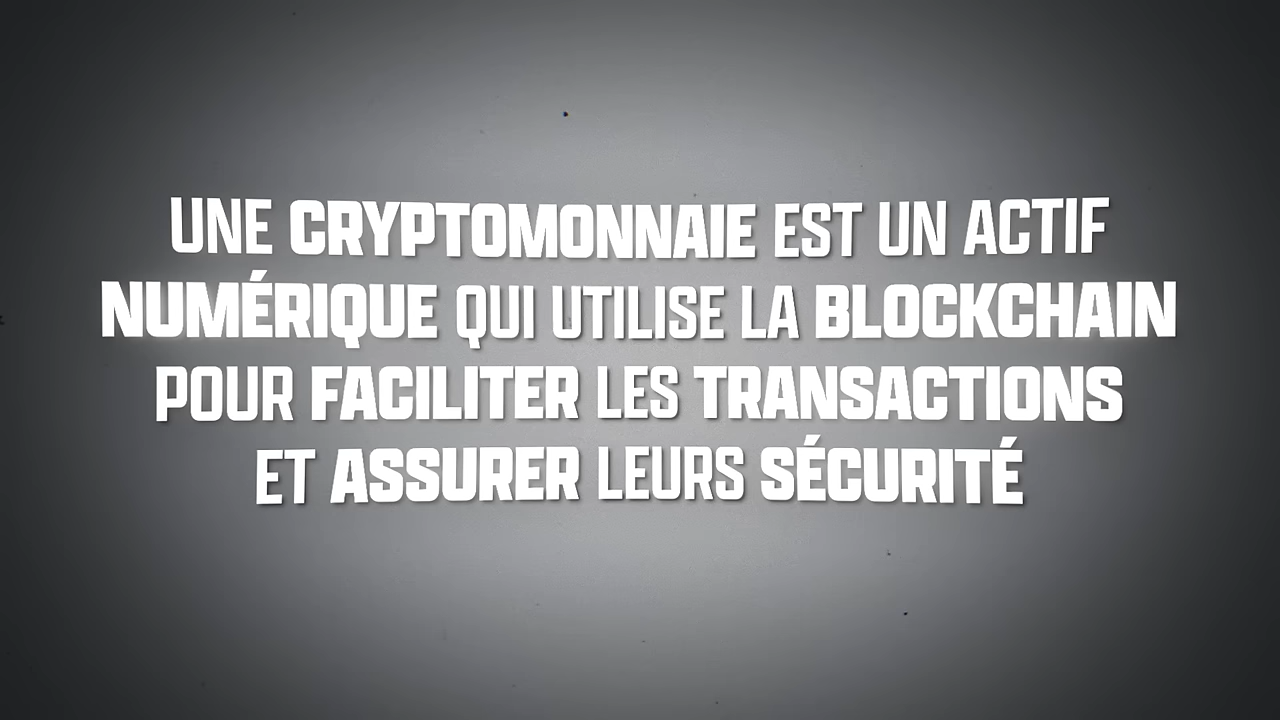 UNE CRYPTOMONNAIE EST UN ACTIF
NUMÉRIQUE QUI UTILISE LA BLOCKCHAIN
POUR FACILITER LES TRANSACTIONS
ET ASSURER LEURS SÉCURITÉ